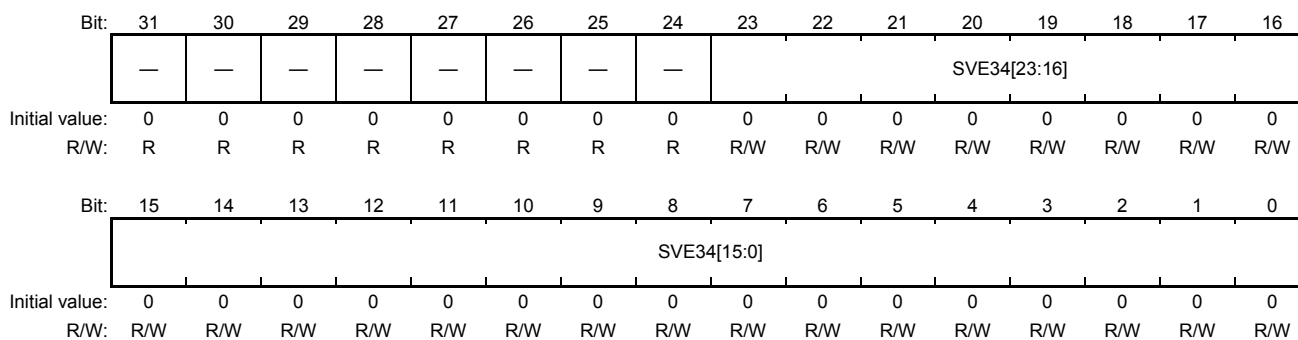 Bit: 31 30 29 28 27 26 25 24 23 22 21 20 19 18 17 16
— — — — — — — — SVE34[23:16]
Initial value: 0 0 0 0 0 0 0 0 0 0 0 0 0 0 0 0
R/W: R R R R R R R R R/W R/W R/W R/W R/W R/W R/W R/W
Bit: 15 14 13 12 11 10 9 8 7 6 5 4 3 2 1 0
SVE34[15:0]
Initial value: 0 0 0 0 0 0 0 0 0 0 0 0 0 0 0 0
R/W: R/W R/W R/W R/W R/W R/W R/W R/W R/W R/W R/W R/W R/W R/W R/W R/W